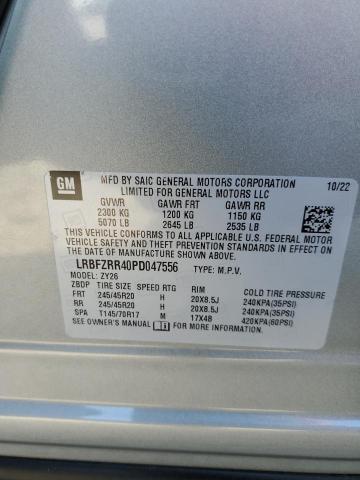 GM
MFD BY SAIC GENERAL MOTORS CORPORATION 10/22
LIMITED FOR GENERAL MOTORS LLC
GVWR GAWR FRT GAWR RR
2300 KG 1200 KG 1150 KG
5070 LB 2645 LB 2535 LB
THIS VEHICLE CONFORMS TO ALL APPLICABLE U.S. FEDERAL MOTOR
VEHICLE SAFETY AND THEFT PREVENTION STANDARDS IN EFFECT ON
THE DATE OF MANUFACTURE SHOWN ABOVE.
LRBFZRR40PD047556 TYPE: M.P.V.
MODEL: ZY26
ZBDP TIRE SIZE SPEED RTG RIM COLD TIRE PRESSURE
FRT 245/45R20 H 20X8.5J 240KPA(35PSI)
RR 245/45R20 H 20X8.5J 240KPA(35PSI)
SPA T145/70R17 M 17X4B 420KPA(60PSI)
SEE OWNER'S MANUAL FOR MORE INFORMATION.